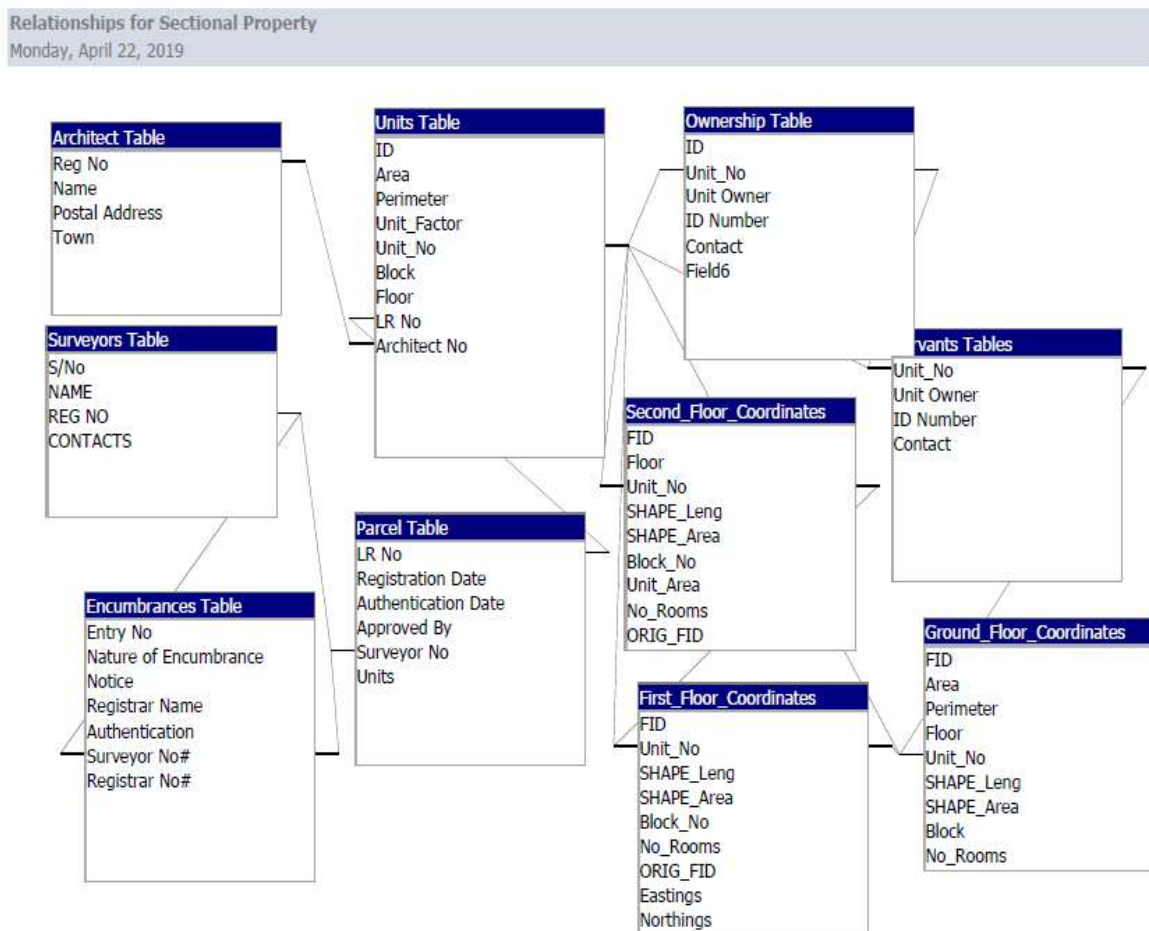 Relationships for Sectional Property
Monday, April 22, 2019
Architect Table
Reg No
Name
Postal Address
Town
Units Table
ID
Area
Perimeter
Unit_Factor
Unit_No
Block
Floor
LR No
Architect No
Ownership Table
ID
Unit_No
Unit Owner
ID Number
Contact
Field6
Surveyors Table
S/No
NAME
REG NO
CONTACTS
Tables
Unit_No
Unit Owner
ID Number
Contact
Second_Floor_Coordinates
FID
Floor
Unit_No
SHAPE_Leng
SHAPE_Area
Block_No
Unit_Area
No_Rooms
ORIG_FID
Parcel Table
LR No
Registration Date
Authentication Date
Approved By
Surveyor No
Units
Encumbrances Table
Entry No
Nature of Encumbrance
Notice
Registrar Name
Authentication
Surveyor No#
Registrar No#
First_Floor_Coordinates
FID
Unit_No
SHAPE_Leng
SHAPE_Area
Block_No
No_Rooms
ORIG_FID
Eastings
Northings
Ground_Floor_Coordinates
FID
Area
Perimeter
Floor
Unit_No
SHAPE_Leng
SHAPE_Area
Block
No_Rooms